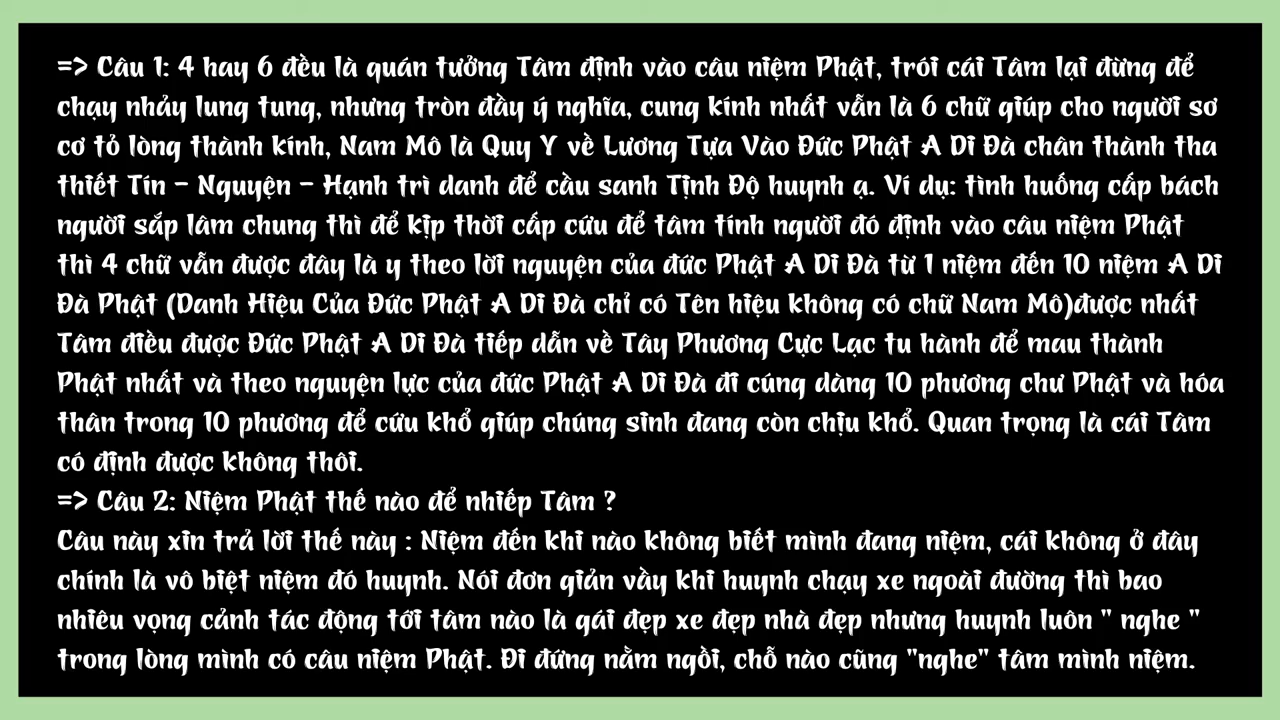 => Câu 1: 4 hay 6 đều là quán tưởng Tâm định vào câu niệm Phật, trói cái Tâm lại đừng để
chạy nhảy lung tung, nhưng tròn đầy ý nghĩa, cung kính nhất vẫn là 6 chữ giúp cho người sơ
cơ tỏ lòng thành kính, Nam Mô là Quy Y về Lương Tựa Vào Đức Phật A Di Đà chân thành tha
thiết Tín - Nguyện - Hạnh trì danh để cầu sanh Tịnh Độ huynh ạ. Ví dụ: tình huống cấp bách
người sắp lâm chung thì để kịp thời cấp cứu để tâm tính người đó định vào câu niệm Phật
thì 4 chữ vẫn được đây là y theo lời nguyện của đức Phật A Di Đà từ 1 niệm đến 10 niệm A Di
Đà Phật (Danh Hiệu Của Đức Phật A Di Đà chỉ có Tên hiệu không có chữ Nam Mô)được nhất
Tâm điều được Đức Phật A Di Đà tiếp dẫn về Tây Phương Cực Lạc tu hành để mau thành
Phật nhất và theo nguyện lực của đức Phật A Di Đà đi cúng dàng 10 phương chư Phật và hóa
thân trong 10 phương để cứu khổ giúp chúng sinh đang còn chịu khổ. Quan trọng là cái Tâm
có định được không thôi.
=> Câu 2: Niệm Phật thế nào để nhiếp Tâm ?
Câu này xin trả lời thế này : Niệm đến khi nào không biết mình đang niệm, cái không ở đây
chính là vô biệt niệm đó huynh. Nói đơn giản vầy khi huynh chạy xe ngoài đường thì bao
nhiêu vọng cảnh tác động tới tâm nào là gái đẹp xe đẹp nhà đẹp nhưng huynh luôn " nghe "
trong lòng mình có câu niệm Phật. Đi đứng nằm ngồi, chỗ nào cũng "nghe" tâm mình niệm.